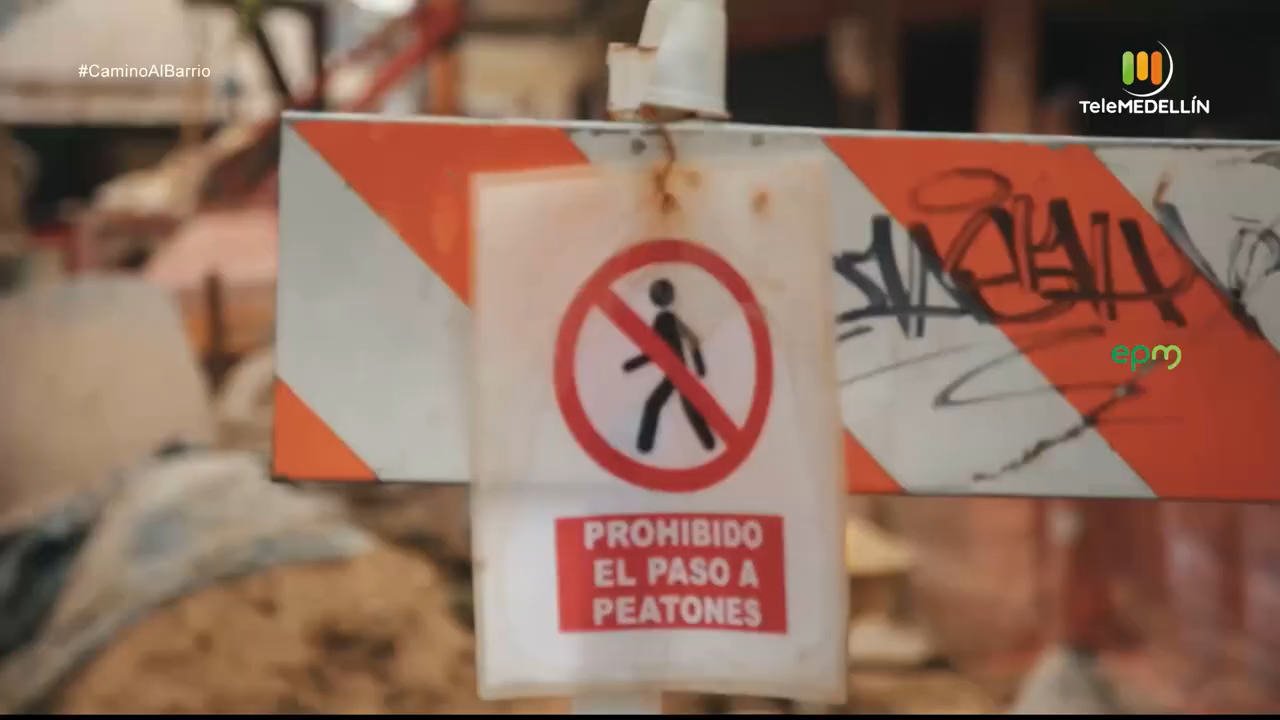 #CaminoAlBarrio
TeleMEDELLÍN
epm
PROHIBIDO
EL PASO A
PEATONES